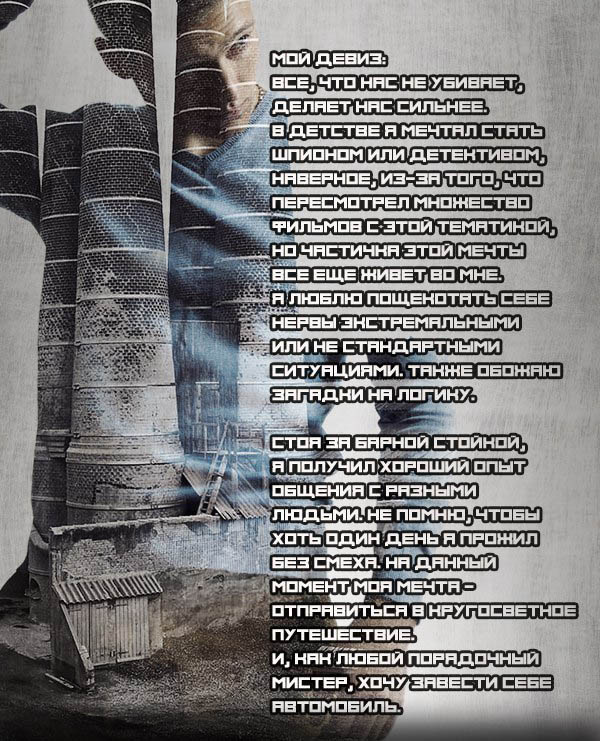 МОЙ ДЕВИЗ:
ВСЕ, ЧТО НАС НЕ УБИВАЕТ,
ДЕЛАЕТ НАС СИЛЬНЕЕ.
В ДЕТСТВЕ Я МЕЧТАЛ СТАТЬ
ШПИОНОМ ИЛИ ДЕТЕКТИВОМ,
НАВЕРНОЕ, ИЗ-ЗА ТОГО, ЧТО
ПЕРЕСМОТРЕЛ МНОЖЕСТВО
ФИЛЬМОВ С ЭТОЙ ТЕМАТИКОЙ,
НО ЧАСТИЧКА ЭТОЙ МЕЧТЫ
ВСЕ ЕЩЕ ЖИВЕТ ВО МНЕ.
Я ЛЮБЛЮ ПОЩЕКОТАТЬ СЕБЕ
НЕРВЫ ЭКСТРЕМАЛЬНЫМИ
ИЛИ НЕ СТАНДАРТНЫМИ
СИТУАЦИЯМИ. ТАКЖЕ ОБОЖАЮ
ЗАГАДКИ НА ЛОГИКУ.
СТОЯ ЗА БАРНОЙ СТОЙКОЙ,
Я ПОЛУЧИЛ ХОРОШИЙ ОПЫТ
ОБЩЕНИЯ С РАЗНЫМИ
ЛЮДЬМИ. НЕ ПОМНЮ, ЧТОБЫ
ХОТЬ ОДИН ДЕНЬ Я ПРОЖИЛ
БЕЗ СМЕХА. НА ДАННЫЙ
МОМЕНТ МОЯ МЕЧТА -
ОТПРАВИТЬСЯ В КРУГОСВЕТНОЕ
ПУТЕШЕСТВИЕ.
И, КАК ЛЮБОЙ ПОРЯДОЧНЫЙ
МИСТЕР, ХОЧУ ЗАВЕСТИ СЕБЕ
АВТОМОБИЛЬ.